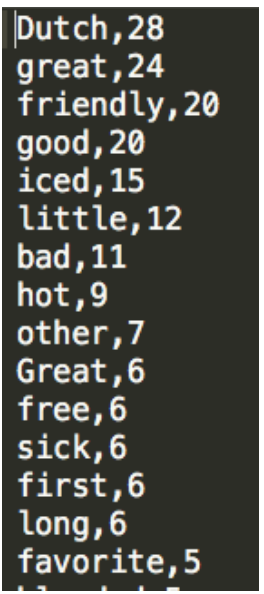 Dutch,28
great,24
friendly,20
good,20
iced,15
little,12
bad,11
hot,9
other,7
Great,6
free,6
sick,6
first,6
long,6
favorite,5